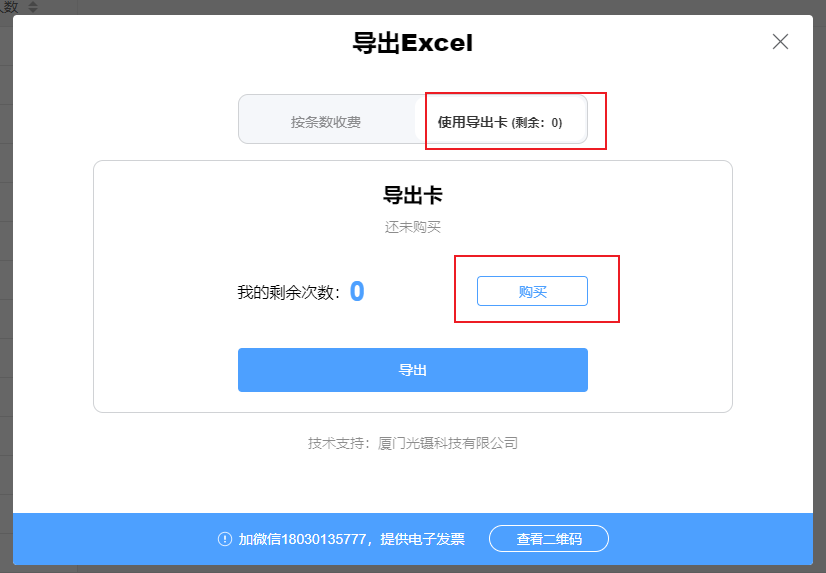 人数
导出Excel
按条数收费
使用导出卡 (剩余：0)
导出卡
还未购买
我的剩余次数：0
购买
导出
技术支持：厦门光镊科技有限公司
加微信18030135777，提供电子发票
查看二维码